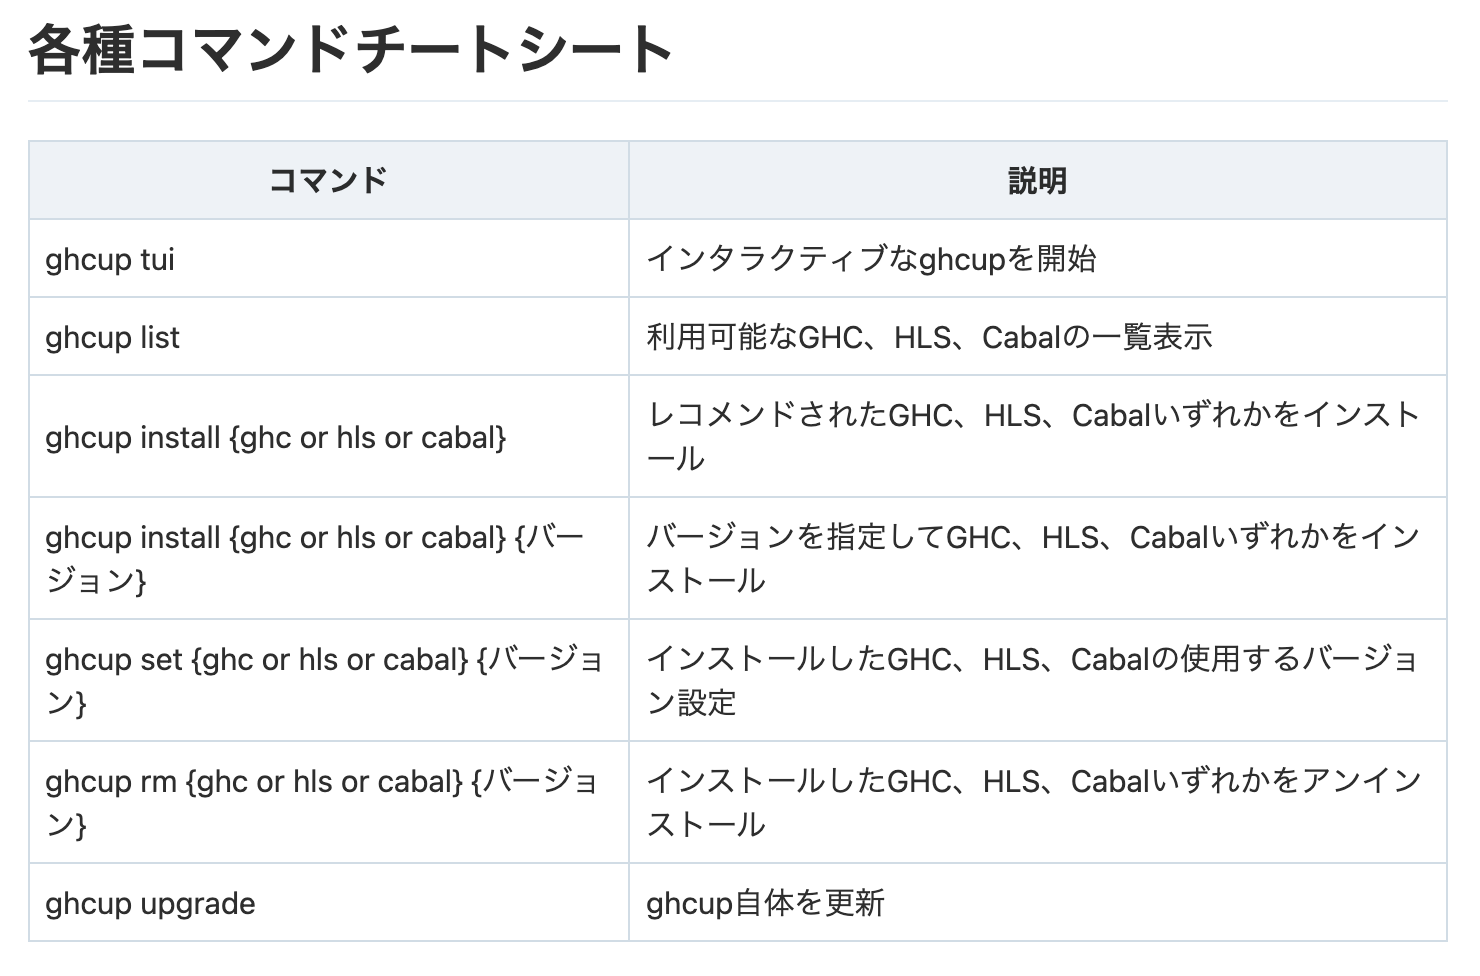 各種コマンドチートシート
コマンド
説明
ghcup tui
インタラクティブなghcupを開始
ghcup list
利用可能なGHC、HLS、Cabalの一覧表示
ghcup install {ghc or hls or cabal}
レコメンドされたGHC、HLS、Cabalいずれかをインスト
ール
ghcup install {ghc or hls or cabal} {バー
ジョン}
バージョンを指定してGHC、HLS、Cabalいずれかをイン
ストール
ghcup set {ghc or hls or cabal} {バージョ
ン}
インストールしたGHC、HLS、Cabalの使用するバージョ
ン設定
ghcup rm {ghc or hls or cabal} {バージョ
ン}
インストールしたGHC、HLS、Cabalいずれかをアンイン
ストール
ghcup upgrade
ghcup自体を更新